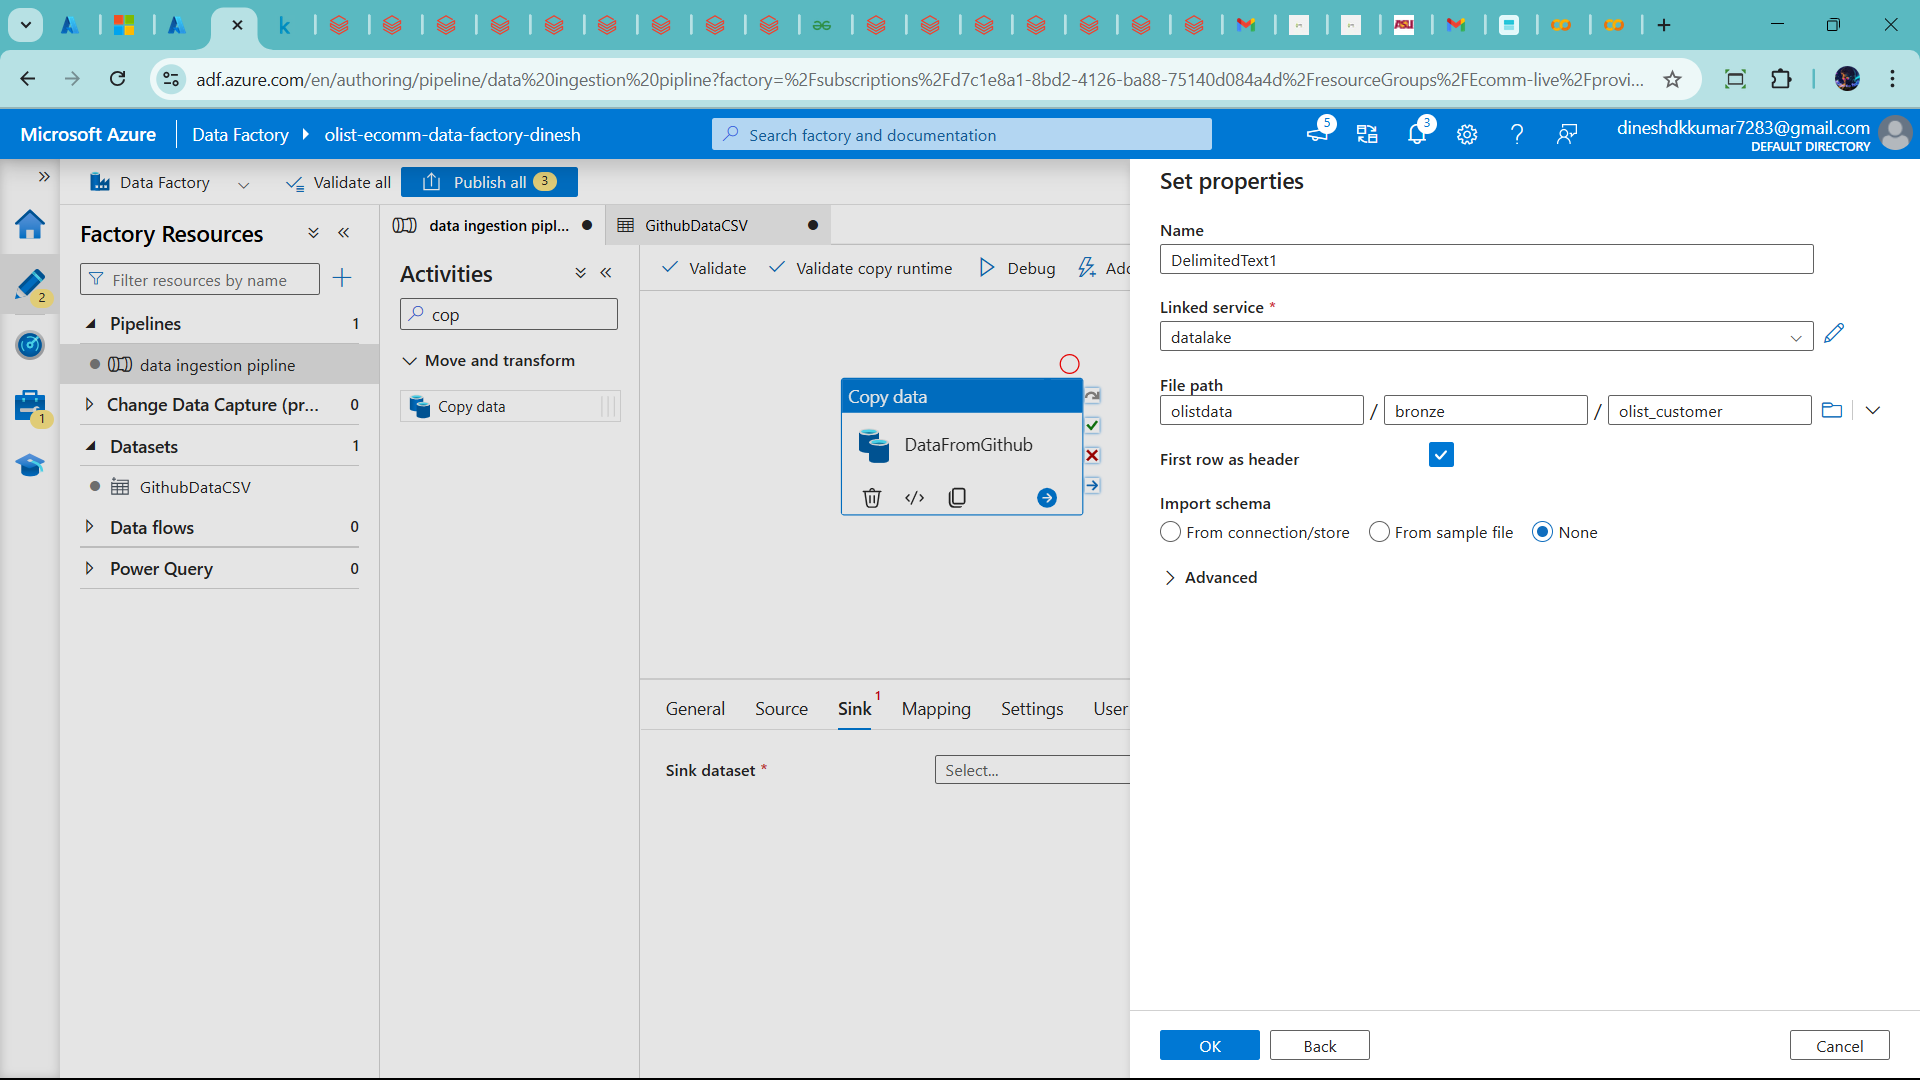 adf.azure.com/en/authoring/pipeline/data%20ingestion%20pipline?factory=%2Fsubscriptions%2Fd7c1e8a1-8bd2-4126-ba88-75140d084a4d%2FresourceGroups%2FEcomm-live%2Fprovi...
Microsoft Azure Data Factory olist-ecomm-data-factory-dinesh
Search factory and documentation
5
3
dineshdkkumar7283@gmail.com
DEFAULT DIRECTORY
Data Factory
Validate all
Publish all 3
Factory Resources
Filter resources by name
2
1
Pipelines 1
data ingestion pipline
Change Data Capture (pr... 0
Datasets 1
GithubDataCSV
Data flows 0
Power Query 0
data ingestion pipl...
GithubDataCSV
Activities
cop
Move and transform
Copy data
Validate
Validate copy runtime
Debug
Add
Copy data
DataFromGithub
General
Source
Sink 1
Mapping
Settings
User
Sink dataset *
Select...
Set properties
Name
DelimitedText1
Linked service *
datalake
File path
olistdata / bronze / olist_customer
First row as header
Import schema
From connection/store
From sample file
None
Advanced
OK
Back
Cancel